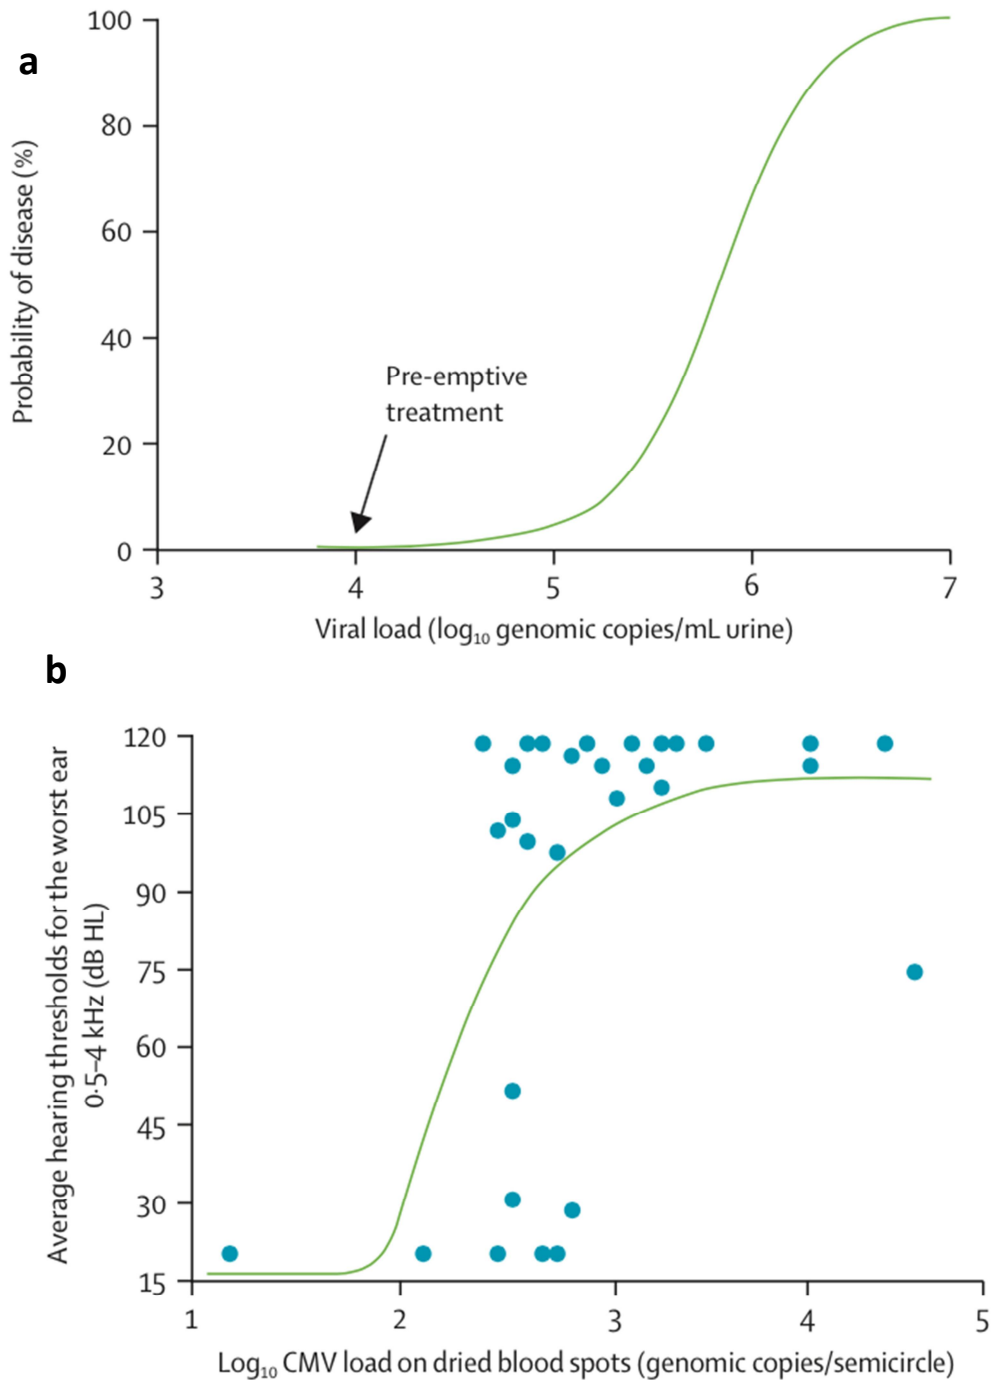 a
100
80
60
40
20
0
Probability of disease (%)
Pre-emptive
treatment
3 4 5 6 7
Viral load (log₁₀ genomic copies/mL urine)
b
120
105
90
75
60
45
30
15
Average hearing thresholds for the worst ear
0·5–4 kHz (dB HL)
1 2 3 4 5
Log₁₀ CMV load on dried blood spots (genomic copies/semicircle)